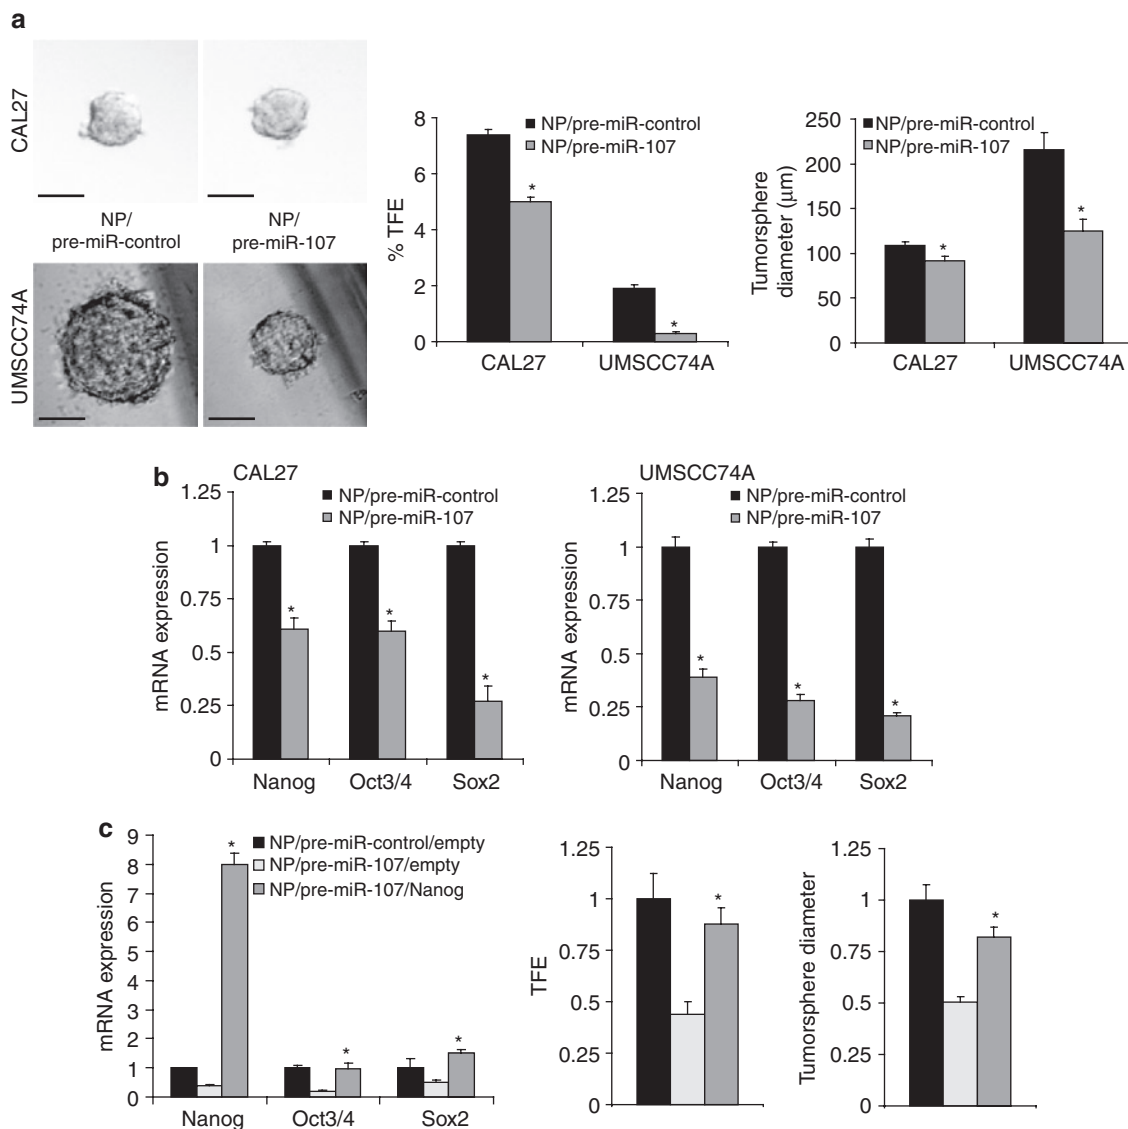 a
CAL27
NP/
pre-miR-control
NP/
pre-miR-107
UMSCC74A
% TFE
8
6
4
2
0
NP/pre-miR-control
NP/pre-miR-107
*
*
CAL27
UMSCC74A
Tumorsphere
diameter (μm)
250
200
150
100
50
0
NP/pre-miR-control
NP/pre-miR-107
*
*
CAL27
UMSCC74A
b
CAL27
mRNA expression
1.25
1
0.75
0.5
0.25
0
NP/pre-miR-control
NP/pre-miR-107
*
*
*
Nanog
Oct3/4
Sox2
UMSCC74A
mRNA expression
1.25
1
0.75
0.5
0.25
0
NP/pre-miR-control
NP/pre-miR-107
*
*
*
Nanog
Oct3/4
Sox2
c
mRNA expression
9
8
7
6
5
4
3
2
1
0
NP/pre-miR-control/empty
NP/pre-miR-107/empty
NP/pre-miR-107/Nanog
*
*
*
Nanog
Oct3/4
Sox2
TFE
1.25
1
0.75
0.5
0.25
0
*
Tumorsphere diameter
1.25
1
0.75
0.5
0.25
0
*